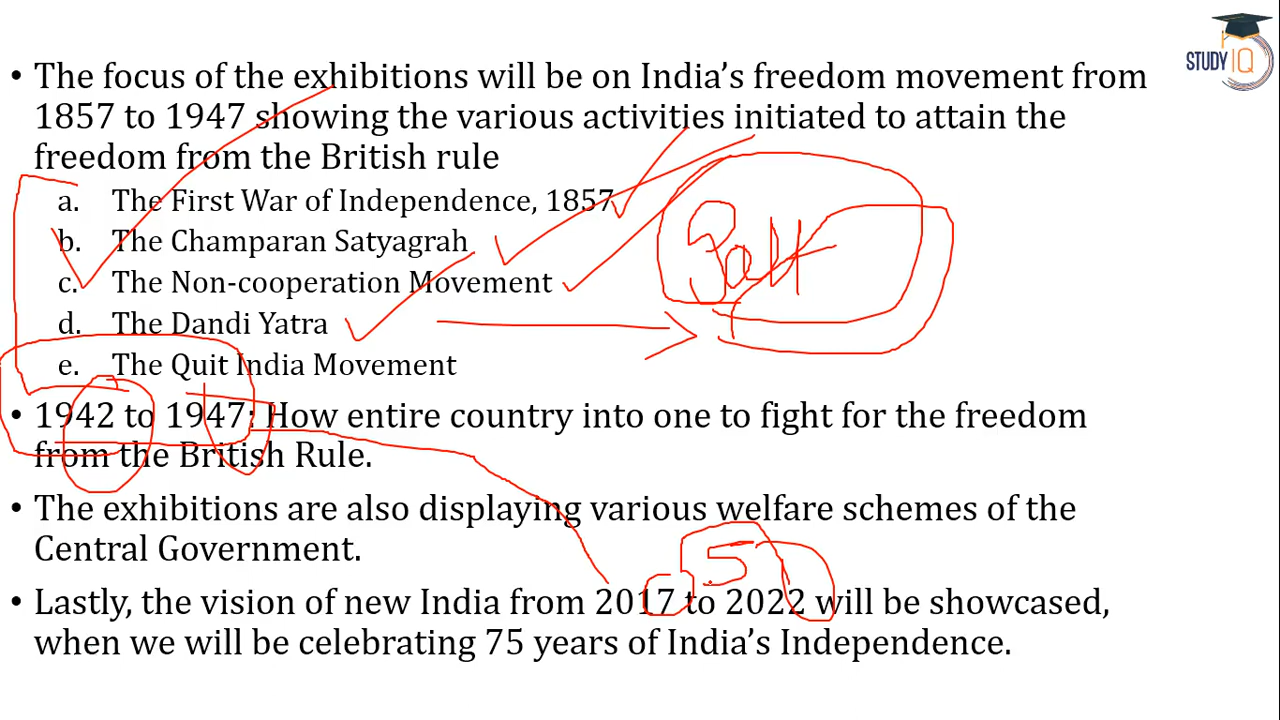 STUDY IQ
• The focus of the exhibitions will be on India's freedom movement from
1857 to 1947 showing the various activities initiated to attain the
freedom from the British rule
a. The First War of Independence, 1857
b. The Champaran Satyagrah
c. The Non-cooperation Movement
Salt
d. The Dandi Yatra
e. The Quit India Movement
• 1942 to 1947: How entire country into one to fight for the freedom
from the British Rule.
• The exhibitions are also displaying various welfare schemes of the
Central Government.
5
• Lastly, the vision of new India from 2017 to 2022 will be showcased,
when we will be celebrating 75 years of India's Independence.